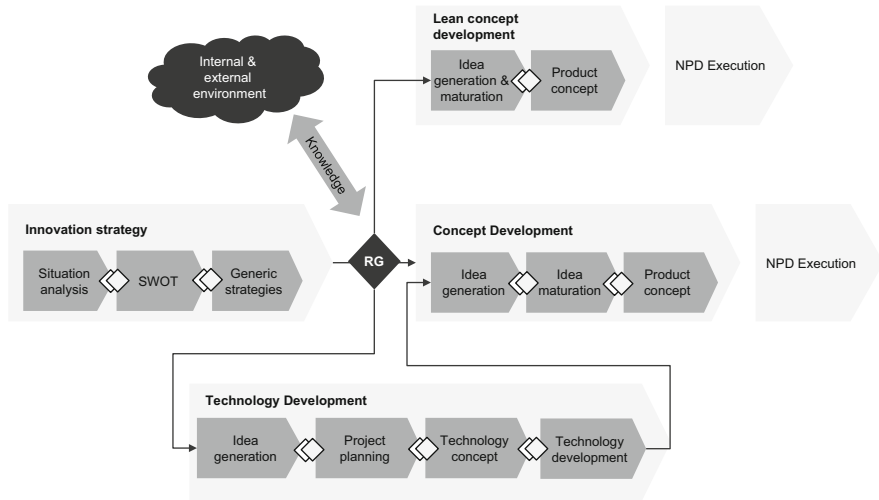 Lean concept
development
Idea
generation &
maturation
Product
concept
NPD Execution
Internal &
external
environment
Knowledge
Innovation strategy
Situation
analysis
SWOT
Generic
strategies
RG
Concept Development
Idea
generation
Idea
maturation
Product
concept
NPD Execution
Technology Development
Idea
generation
Project
planning
Technology
concept
Technology
development